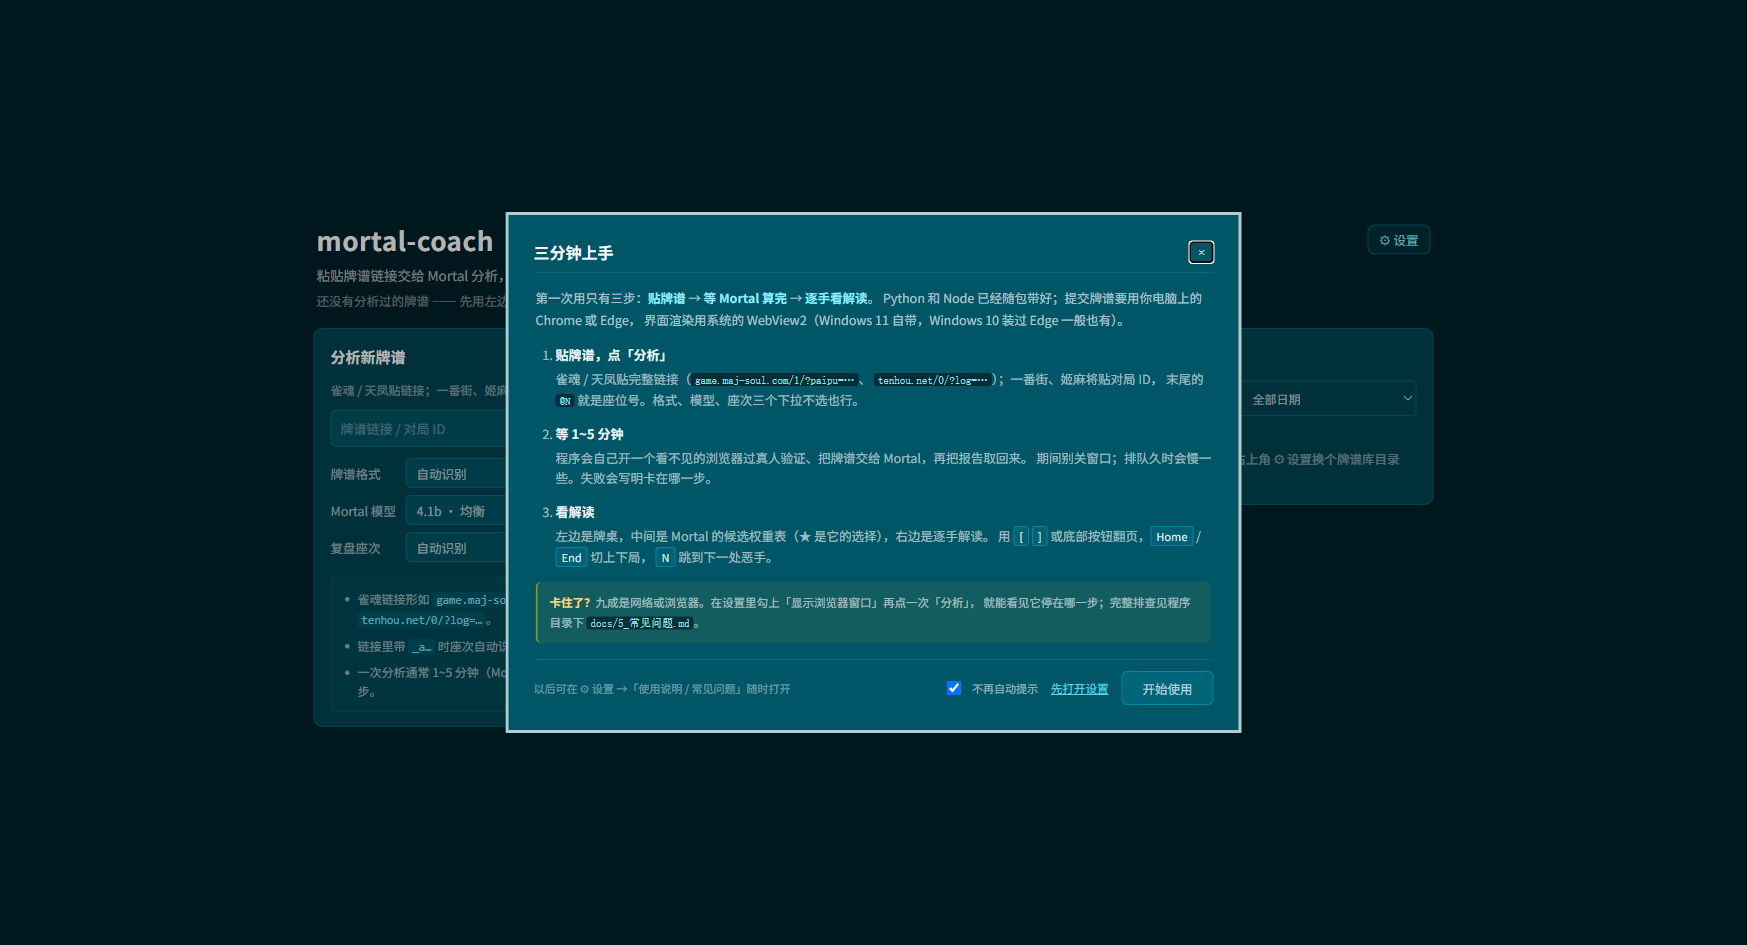 mortal-coach
⚙ 设置
粘贴牌谱链接交给 Mortal 分析，
还没有分析过的牌谱 —— 先用左边
分析新牌谱
雀魂 / 天凤贴链接；一番街、姬麻
牌谱链接 / 对局 ID
牌谱格式 自动识别
Mortal 模型 4.1b · 均衡
复盘座次 自动识别
• 雀魂链接形如 game.maj-so
tenhou.net/0/?log=… 。
• 链接里带 _a… 时座次自动识
• 一次分析通常 1~5 分钟（Mo
步。
全部日期
上角 ⚙ 设置换个牌谱库目录
三分钟上手
×
第一次用只有三步：贴牌谱 → 等 Mortal 算完 → 逐手看解读。 Python 和 Node 已经随包带好；提交牌谱要用你电脑上的
Chrome 或 Edge， 界面渲染用系统的 WebView2（Windows 11 自带，Windows 10 装过 Edge 一般也有）。
1. 贴牌谱，点「分析」
雀魂 / 天凤贴完整链接（ game.maj-soul.com/1/?paipu=… 、 tenhou.net/0/?log=… ）；一番街、姬麻将贴对局 ID， 末尾的
@N 就是座位号。格式、模型、座次三个下拉不选也行。
2. 等 1~5 分钟
程序会自己开一个看不见的浏览器过真人验证、把牌谱交给 Mortal，再把报告取回来。 期间别关窗口；排队久时会慢一
些。失败会写明卡在哪一步。
3. 看解读
左边是牌桌，中间是 Mortal 的候选权重表（★ 是它的选择），右边是逐手解读。 用 [ ] 或底部按钮翻页， Home /
End 切上下局， N 跳到下一处恶手。
卡住了？ 九成是网络或浏览器。在设置里勾上「显示浏览器窗口」再点一次「分析」， 就能看见它停在哪一步；完整排查见程序
目录下 docs/5_常见问题.md 。
以后可在 ⚙ 设置 →「使用说明 / 常见问题」随时打开
不再自动提示 先打开设置 开始使用